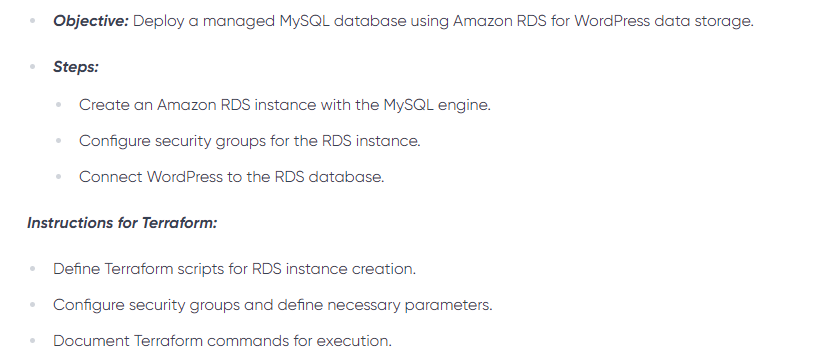 Objective: Deploy a managed MySQL database using Amazon RDS for WordPress data storage.
Steps:
Create an Amazon RDS instance with the MySQL engine.
Configure security groups for the RDS instance.
Connect WordPress to the RDS database.
Instructions for Terraform:
Define Terraform scripts for RDS instance creation.
Configure security groups and define necessary parameters.
Document Terraform commands for execution.